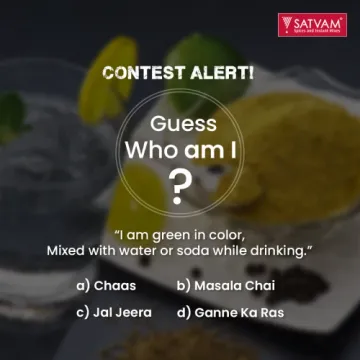 SATVAM
Spices and Instant Mixes
CONTEST ALERT!
Guess
Who am I
?
“I am green in color,
Mixed with water or soda while drinking.”
a) Chaas b) Masala Chai
c) Jal Jeera d) Ganne Ka Ras